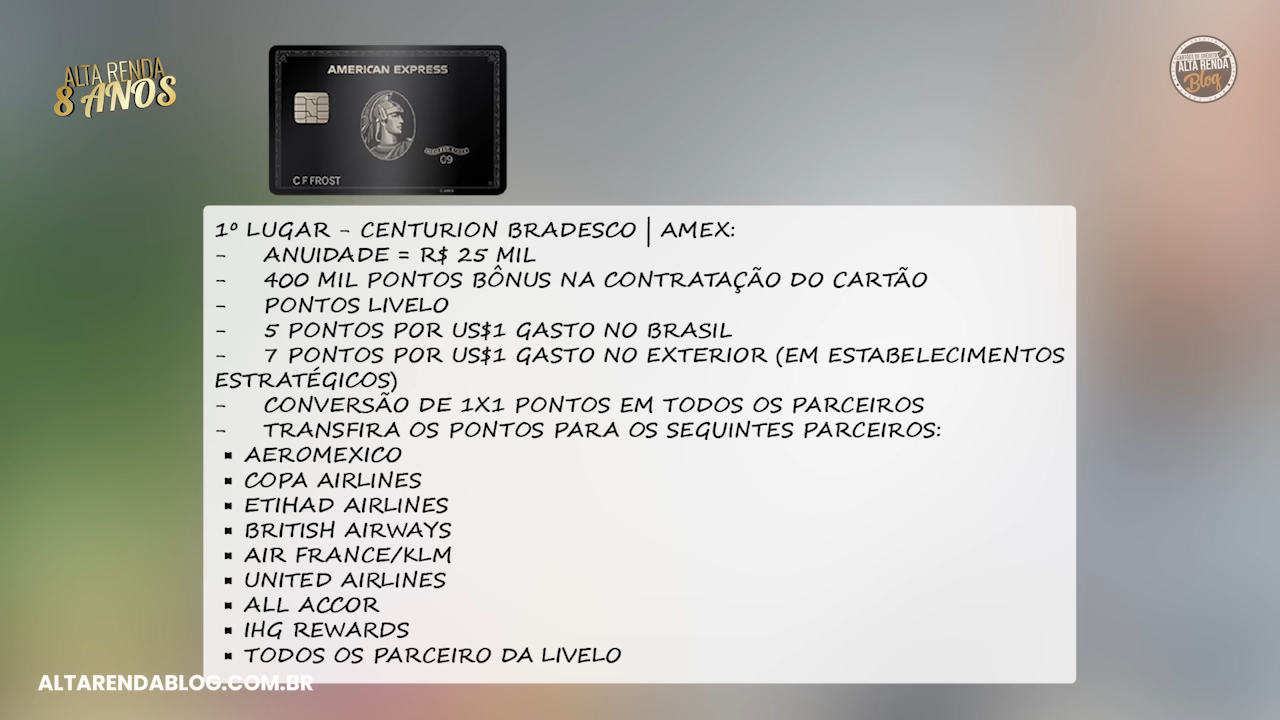 ALTA RENDA
8 ANOS
AMERICAN EXPRESS
09
C F FROST
CARTÕES DE CRÉDITO
ALTA RENDA
Blog
1º LUGAR - CENTURION BRADESCO | AMEX:
- ANUIDADE = R$ 25 MIL
- 400 MIL PONTOS BÔNUS NA CONTRATAÇÃO DO CARTÃO
- PONTOS LIVELO
- 5 PONTOS POR US$1 GASTO NO BRASIL
- 7 PONTOS POR US$1 GASTO NO EXTERIOR (EM ESTABELECIMENTOS
ESTRATÉGICOS)
- CONVERSÃO DE 1X1 PONTOS EM TODOS OS PARCEIROS
- TRANSFIRA OS PONTOS PARA OS SEGUINTES PARCEIROS:
▪ AEROMEXICO
▪ COPA AIRLINES
▪ ETIHAD AIRLINES
▪ BRITISH AIRWAYS
▪ AIR FRANCE/KLM
▪ UNITED AIRLINES
▪ ALL ACCOR
▪ IHG REWARDS
▪ TODOS OS PARCEIRO DA LIVELO
ALTARENDABLOG.COM.BR